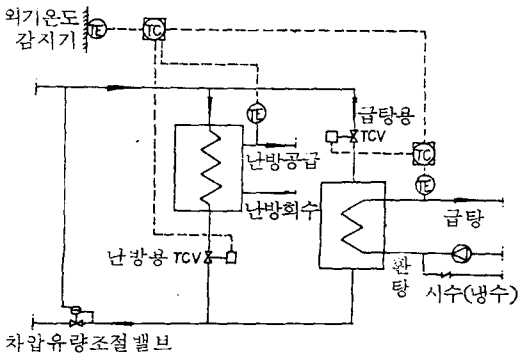 외기온도
감지기
TE
TC
TE
급탕용
TCV
TC
난방공급
TE
난방회수
급탕
난방용 TCV
환탕
시수(냉수)
차압유량조절밸브